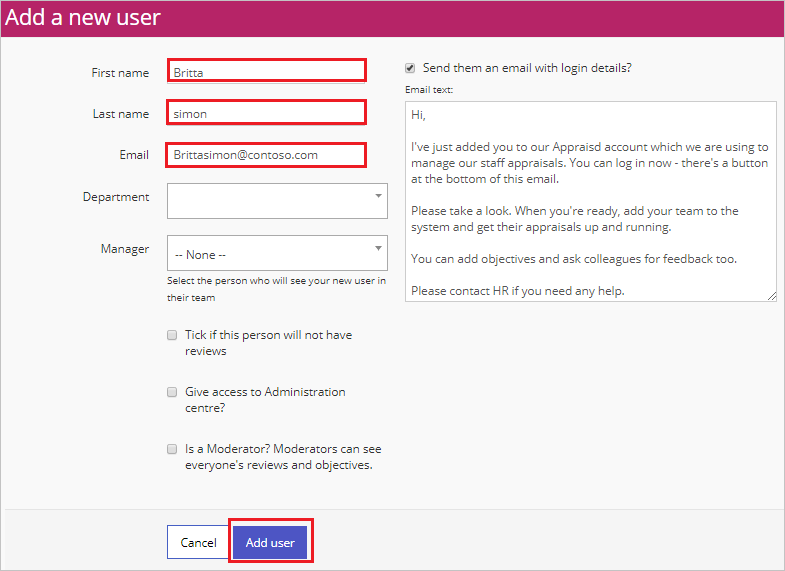 Add a new user
First name
Britta
Last name
simon
Email
Brittasimon@contoso.com
Department
Manager
-- None --
Select the person who will see your new user in
their team
Tick if this person will not have
reviews
Give access to Administration
centre?
Is a Moderator? Moderators can see
everyone's reviews and objectives.
Send them an email with login details?
Email text:
Hi,
I've just added you to our Appraisd account which we are using to
manage our staff appraisals. You can log in now - there's a button
at the bottom of this email.
Please take a look. When you're ready, add your team to the
system and get their appraisals up and running.
You can add objectives and ask colleagues for feedback too.
Please contact HR if you need any help.
Cancel
Add user